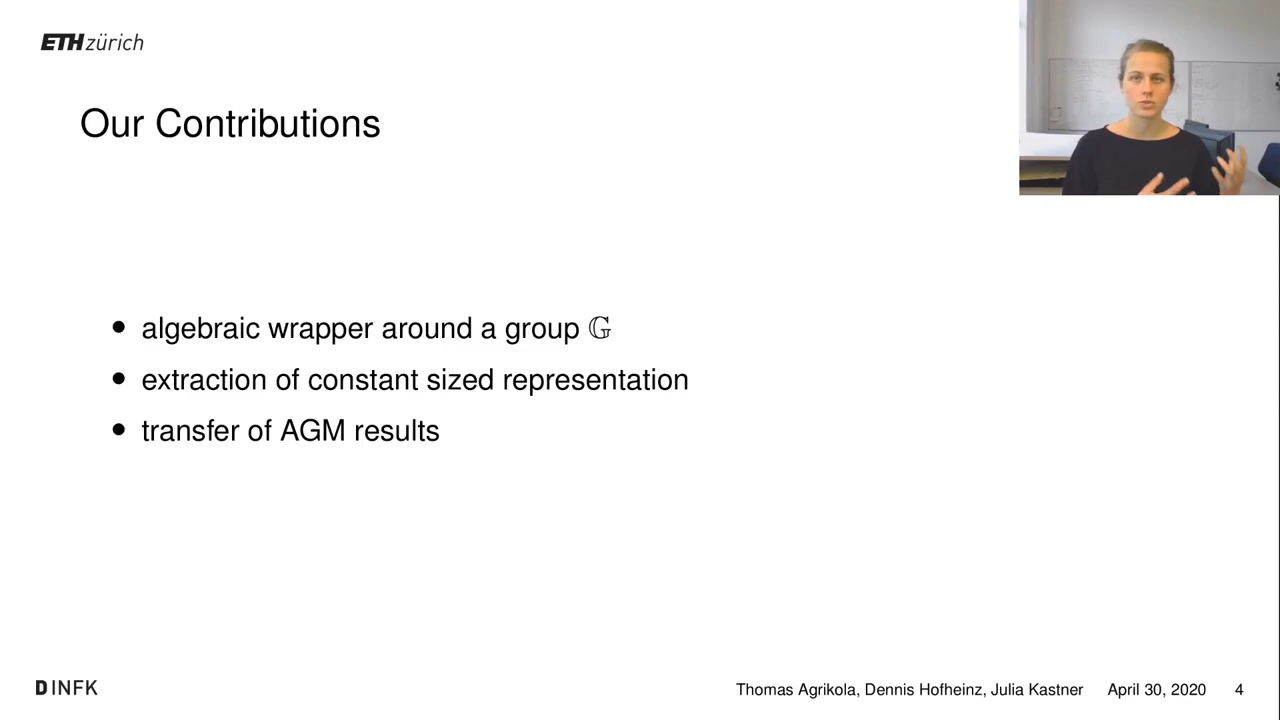 ETH zürich
Our Contributions
• algebraic wrapper around a group 𝔾
• extraction of constant sized representation
• transfer of AGM results
D INFK
Thomas Agrikola, Dennis Hofheinz, Julia Kastner April 30, 2020 4